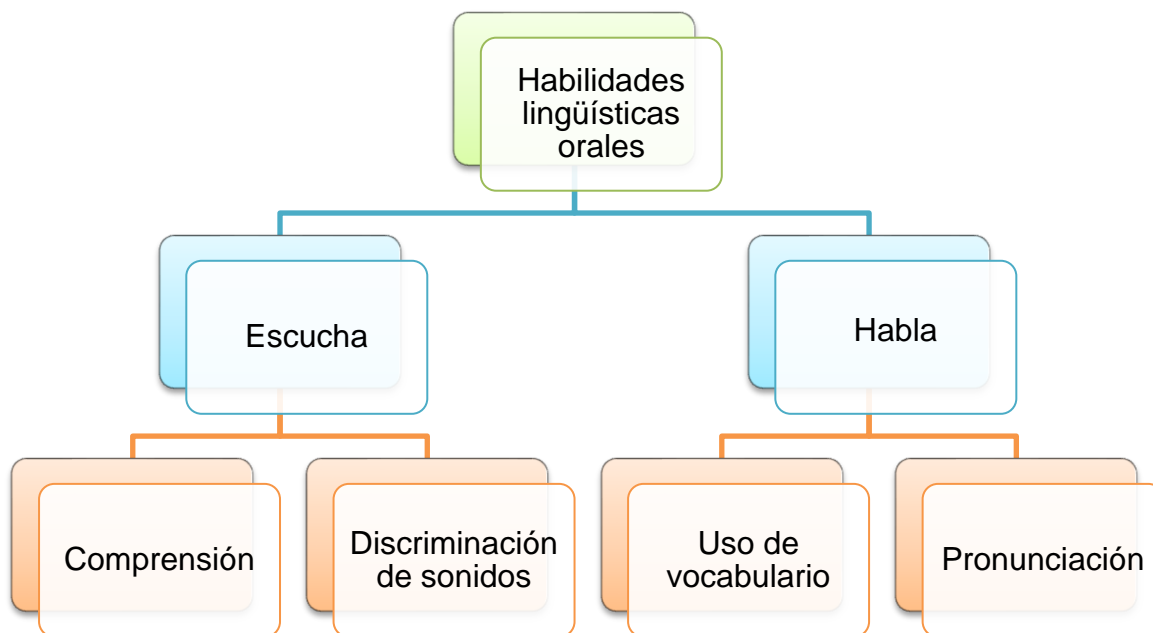 Habilidades
lingüísticas
orales
Escucha
Habla
Comprensión
Discriminación
de sonidos
Uso de
vocabulario
Pronunciación